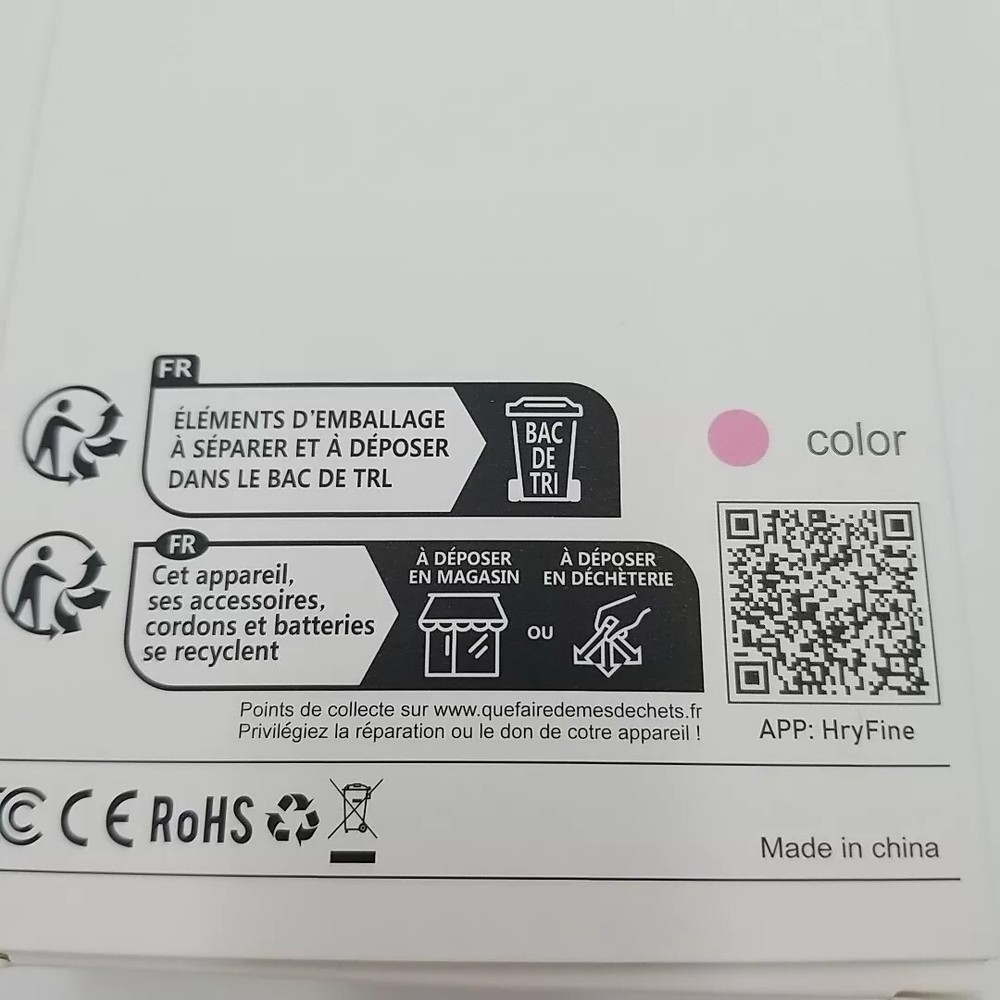 FR
ÉLÉMENTS D'EMBALLAGE
À SÉPARER ET À DÉPOSER
DANS LE BAC DE TRL
BAC
DE
TRI
color
FR
Cet appareil,
ses accessoires,
cordons et batteries
se recyclent
À DÉPOSER
EN MAGASIN
OU
À DÉPOSER
EN DÉCHÈTERIE
Points de collecte sur www.quefairedemesdechets.fr
Privilégiez la réparation ou le don de cotre appareil !
APP: HryFine
CE RoHS
Made in china